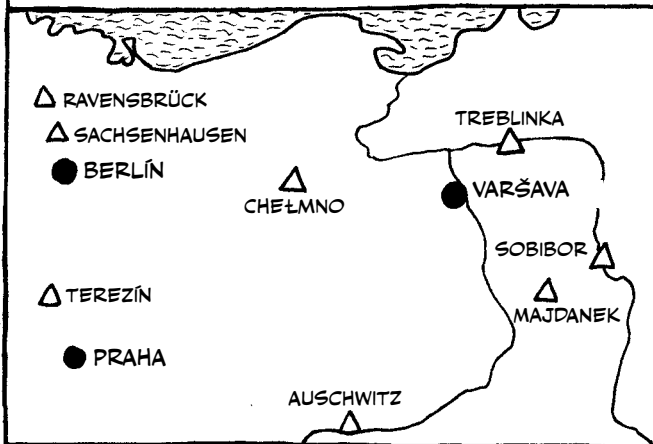 RAVENSBRÜCK
SACHSENHAUSEN
TREBLINKA
BERLÍN
CHEŁMNO
VARŠAVA
SOBIBOR
TEREZÍN
MAJDANEK
PRAHA
AUSCHWITZ